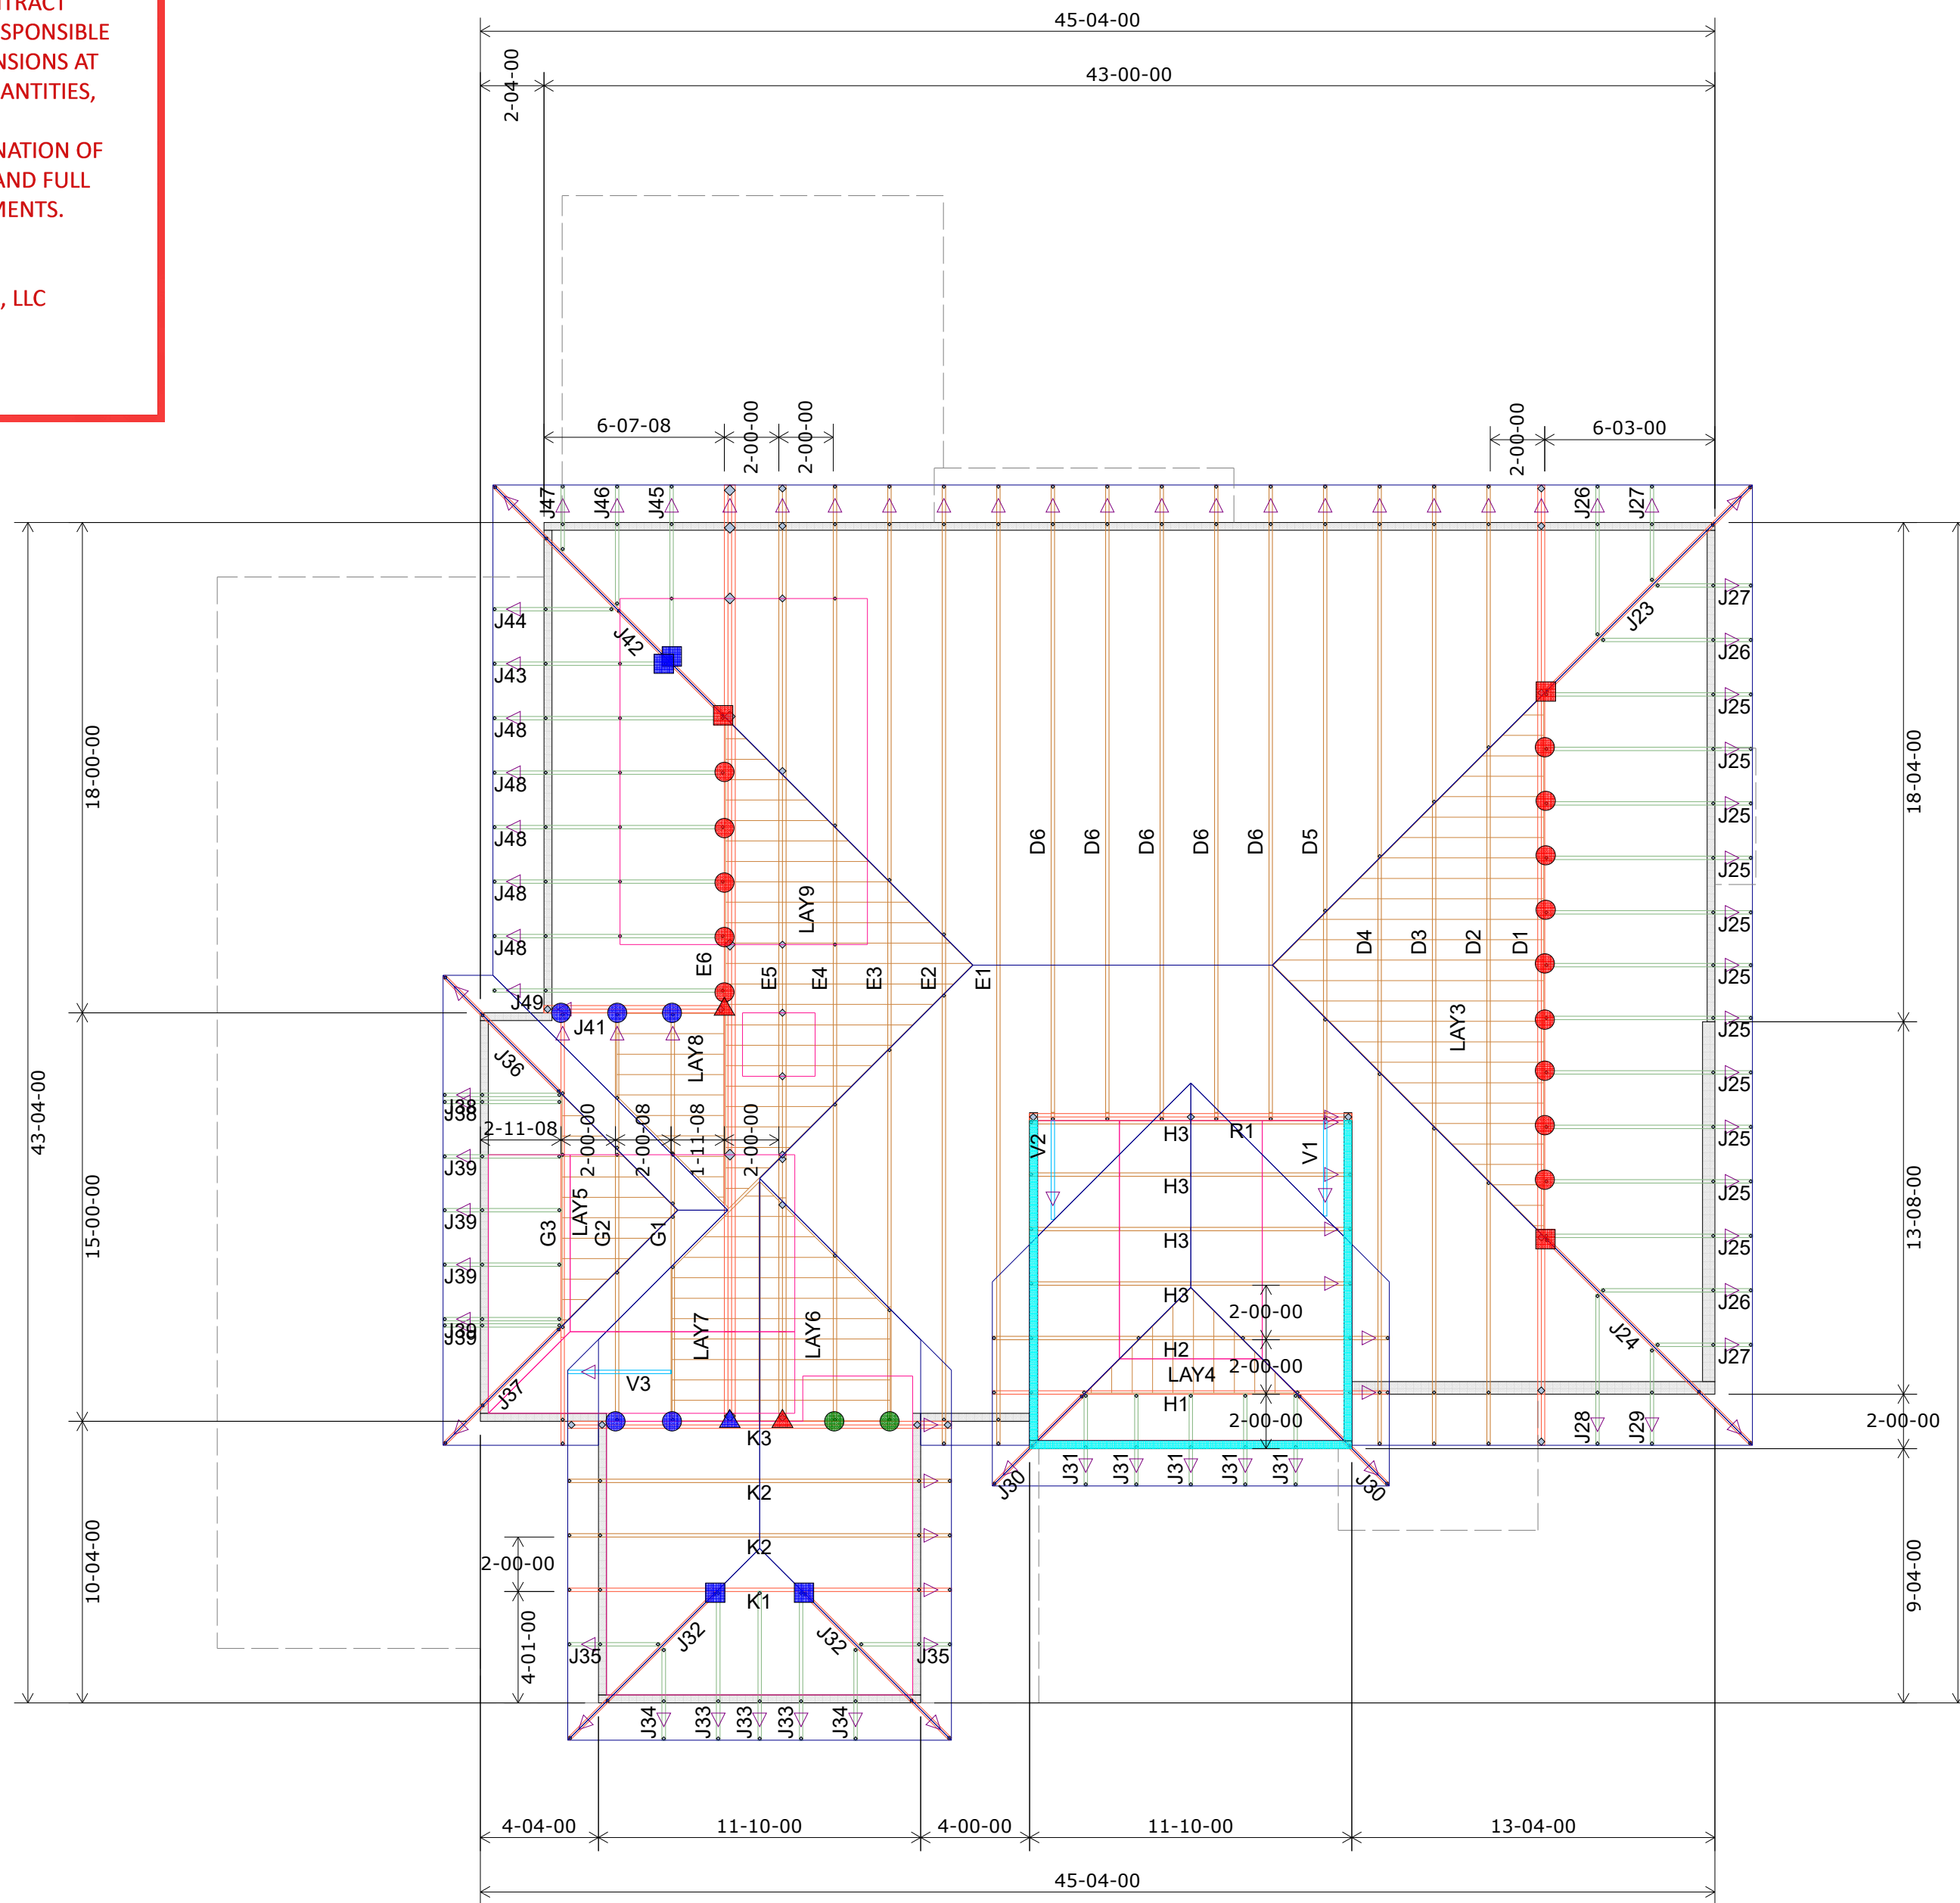 NTRACT
SPONSIBLE
NSIONS AT
ANTITIES,
NATION OF
AND FULL
MENTS.
, LLC
45-04-00
2-04-00
43-00-00
6-07-08
2-00-00
2-00-00
2-00-00
6-03-00
J47
J46
J45
J26
J27
J44
J42
J23
J27
J43
J26
J48
J25
18-00-00
18-04-00
J48
J25
J48
J25
D6
D6
D6
D6
D6
D5
J48
J25
LAY9
J25
J48
D4
D3
D2
D1
E6
E5
E4
E3
E2
E1
J25
J49
J41
LAY3
J25
J36
LAY8
J25
J38
J38
43-04-00
2-11-08
2-00-00
2-00-08
1-11-08
2-00-00
V2
H3
R1
V1
J25
J39
H3
J25
15-00-00
G3
LAY5
G2
G1
H3
13-08-00
J25
J39
J39
H3
2-00-00
J26
J39
J39
LAY7
LAY6
H2
2-00-00
J24
J27
V3
LAY4
J37
H1
2-00-00
J28
J29
2-00-00
K3
J31
J31
J31
J31
J31
J30
J30
K2
K2
2-00-00
10-04-00
9-04-00
K1
4-01-00
J32
J32
J35
J35
J34
J33
J33
J33
J34
4-04-00
11-10-00
4-00-00
11-10-00
13-04-00
45-04-00